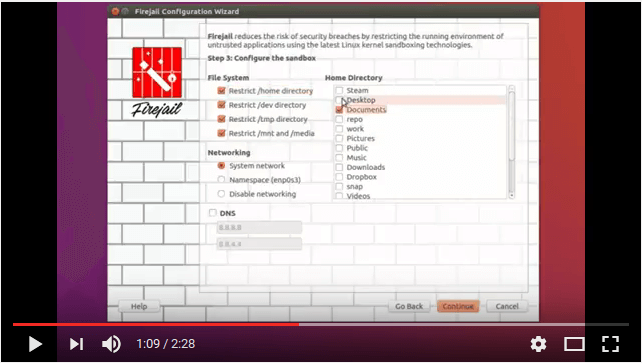 Firejail Configuration Wizard
Firejail reduces the risk of security breaches by restricting the running environment of
untrusted applications using the latest Linux kernel sandboxing technologies.
Step 3: Configure the sandbox
File System
Restrict /home directory
Restrict /dev directory
Restrict /tmp directory
Restrict /mnt and /media
Networking
System network
Namespace (enp0s3)
Disable networking
DNS
8.8.8.8
8.8.4.4
Home Directory
Steam
Desktop
Documents
repo
work
Pictures
Public
Music
Downloads
Dropbox
snap
Videos
Firejail
Help
Go Back
Continue
Cancel
1:09 / 2:28